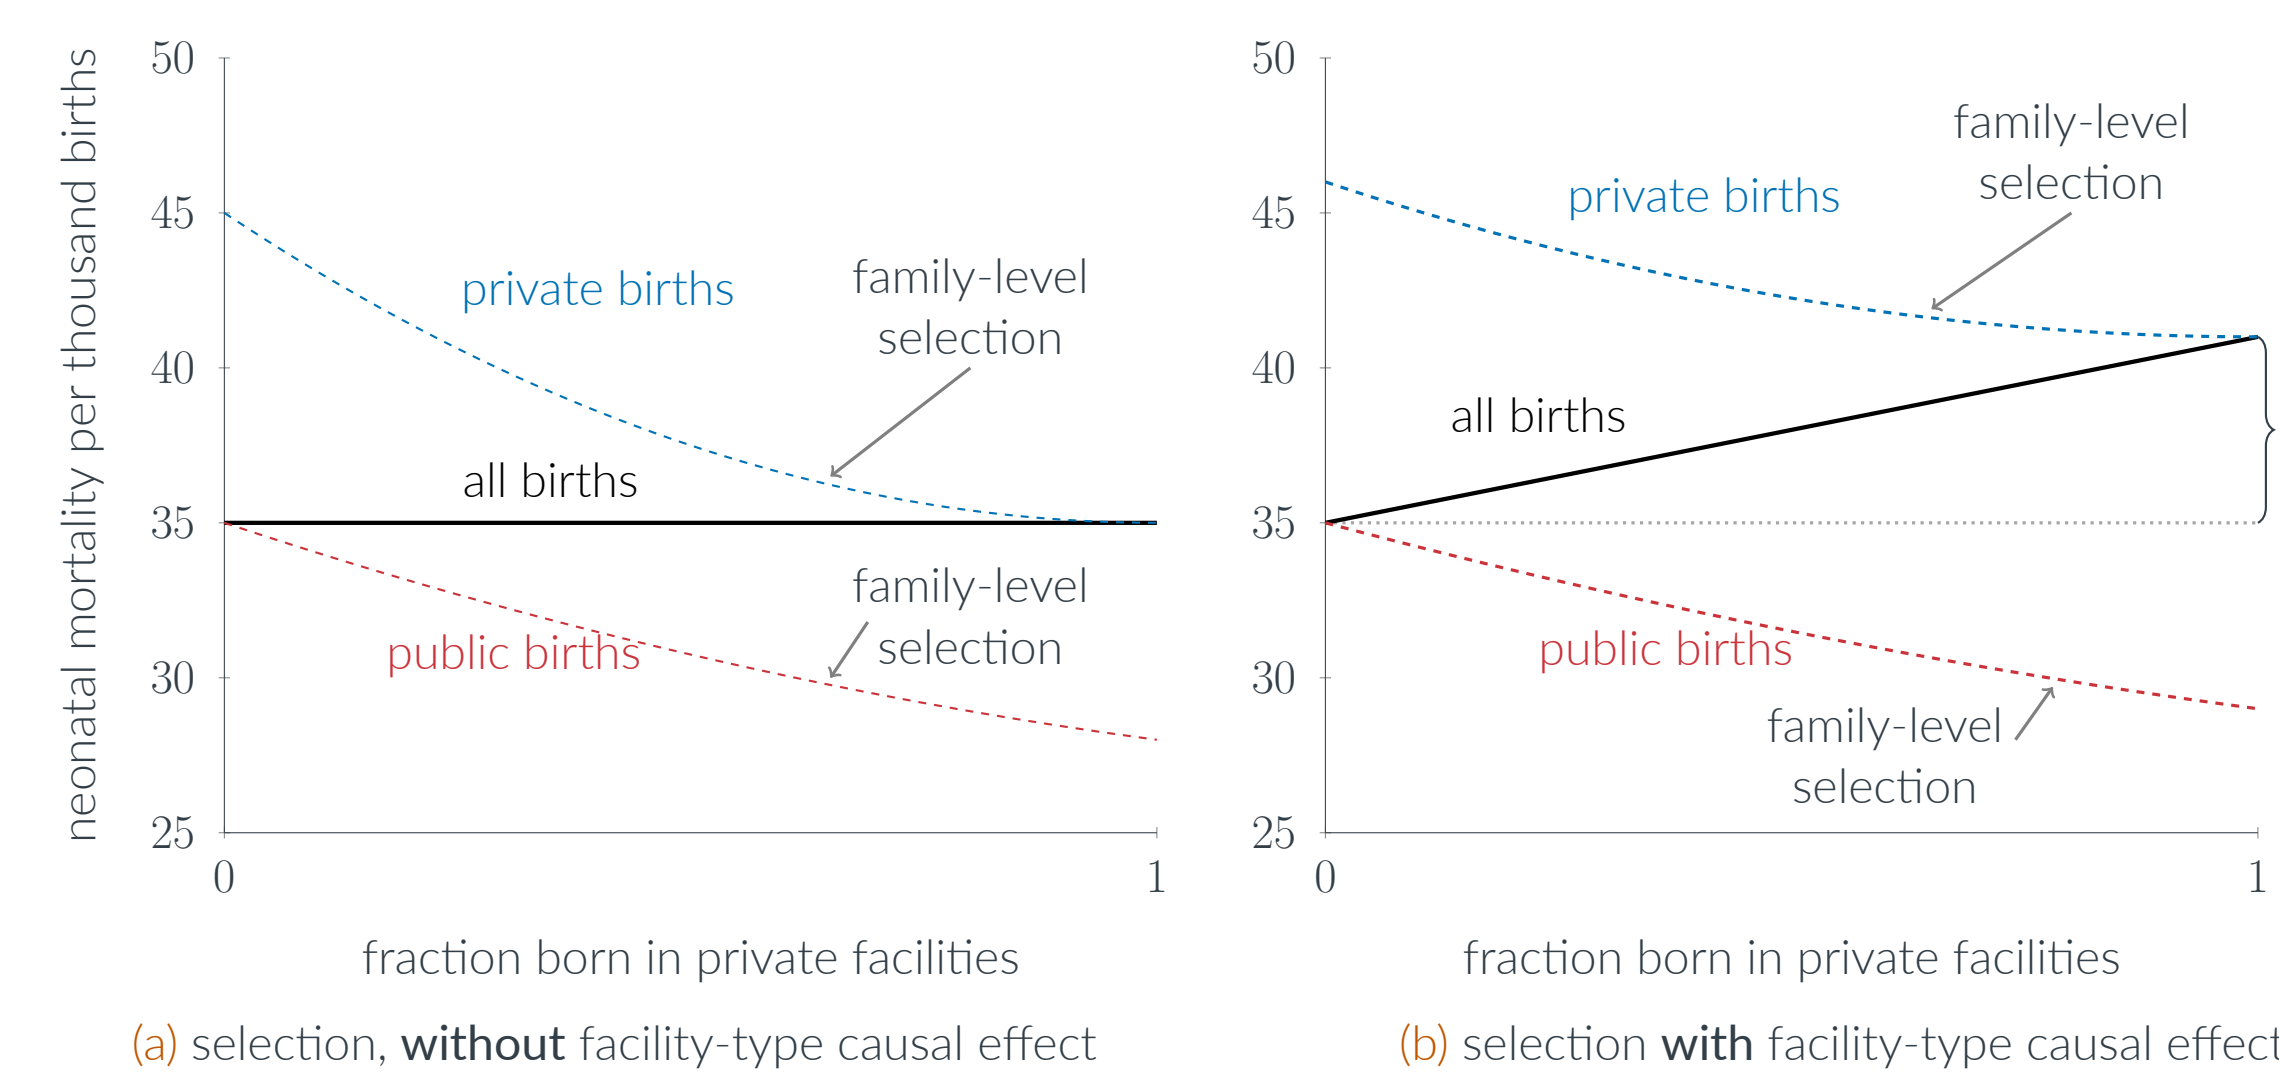 neonatal mortality per thousand births
50
45
40
35
30
25
0
1
private births
family-level
selection
all births
family-level
selection
public births
fraction born in private facilities
(a) selection, without facility-type causal effect
50
45
40
35
30
25
0
1
family-level
selection
private births
all births
public births
family-level
selection
fraction born in private facilities
(b) selection with facility-type causal effect